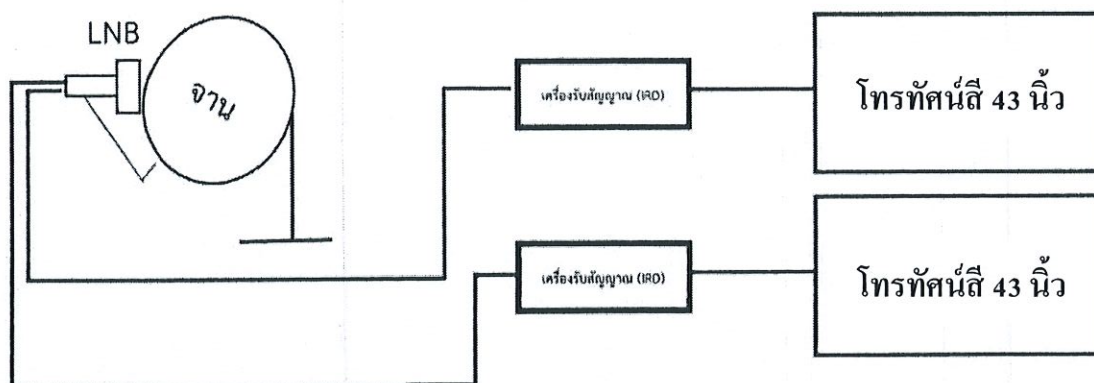 LNB
จาน
เครื่องรับสัญญาณ (IRD)
โทรทัศน์สี 43 นิ้ว
เครื่องรับสัญญาณ (IRD)
โทรทัศน์สี 43 นิ้ว